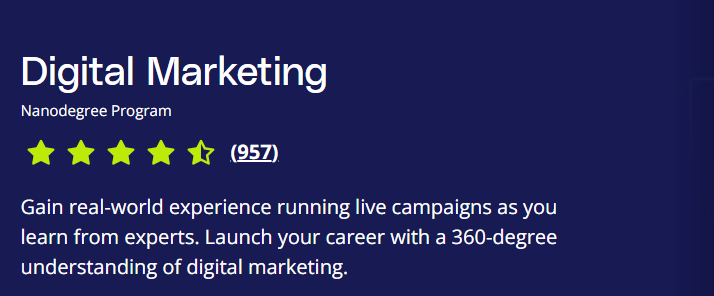 Digital Marketing
Nanodegree Program
(957)
Gain real-world experience running live campaigns as you
learn from experts. Launch your career with a 360-degree
understanding of digital marketing.